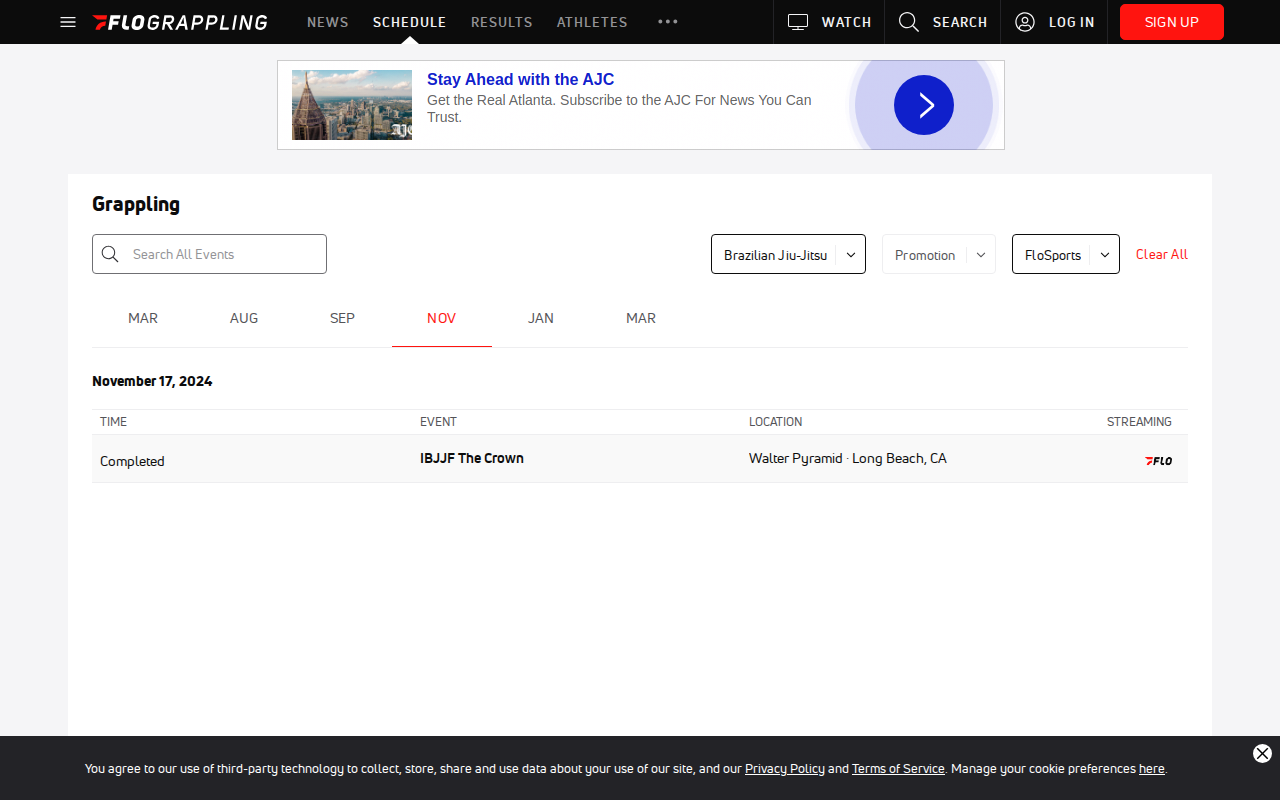 FLOGRAPPLING NEWS SCHEDULE RESULTS ATHLETES ••• WATCH SEARCH LOG IN SIGN UP
Stay Ahead with the AJC
Get the Real Atlanta. Subscribe to the AJC For News You Can
Trust.
AJC
Grappling
Search All Events Brazilian Jiu-Jitsu Promotion FloSports Clear All
MAR AUG SEP NOV JAN MAR
November 17, 2024
TIME EVENT LOCATION STREAMING
Completed IBJJF The Crown Walter Pyramid · Long Beach, CA FLO
You agree to our use of third-party technology to collect, store, share and use data about your use of our site, and our Privacy Policy and Terms of Service. Manage your cookie preferences here.